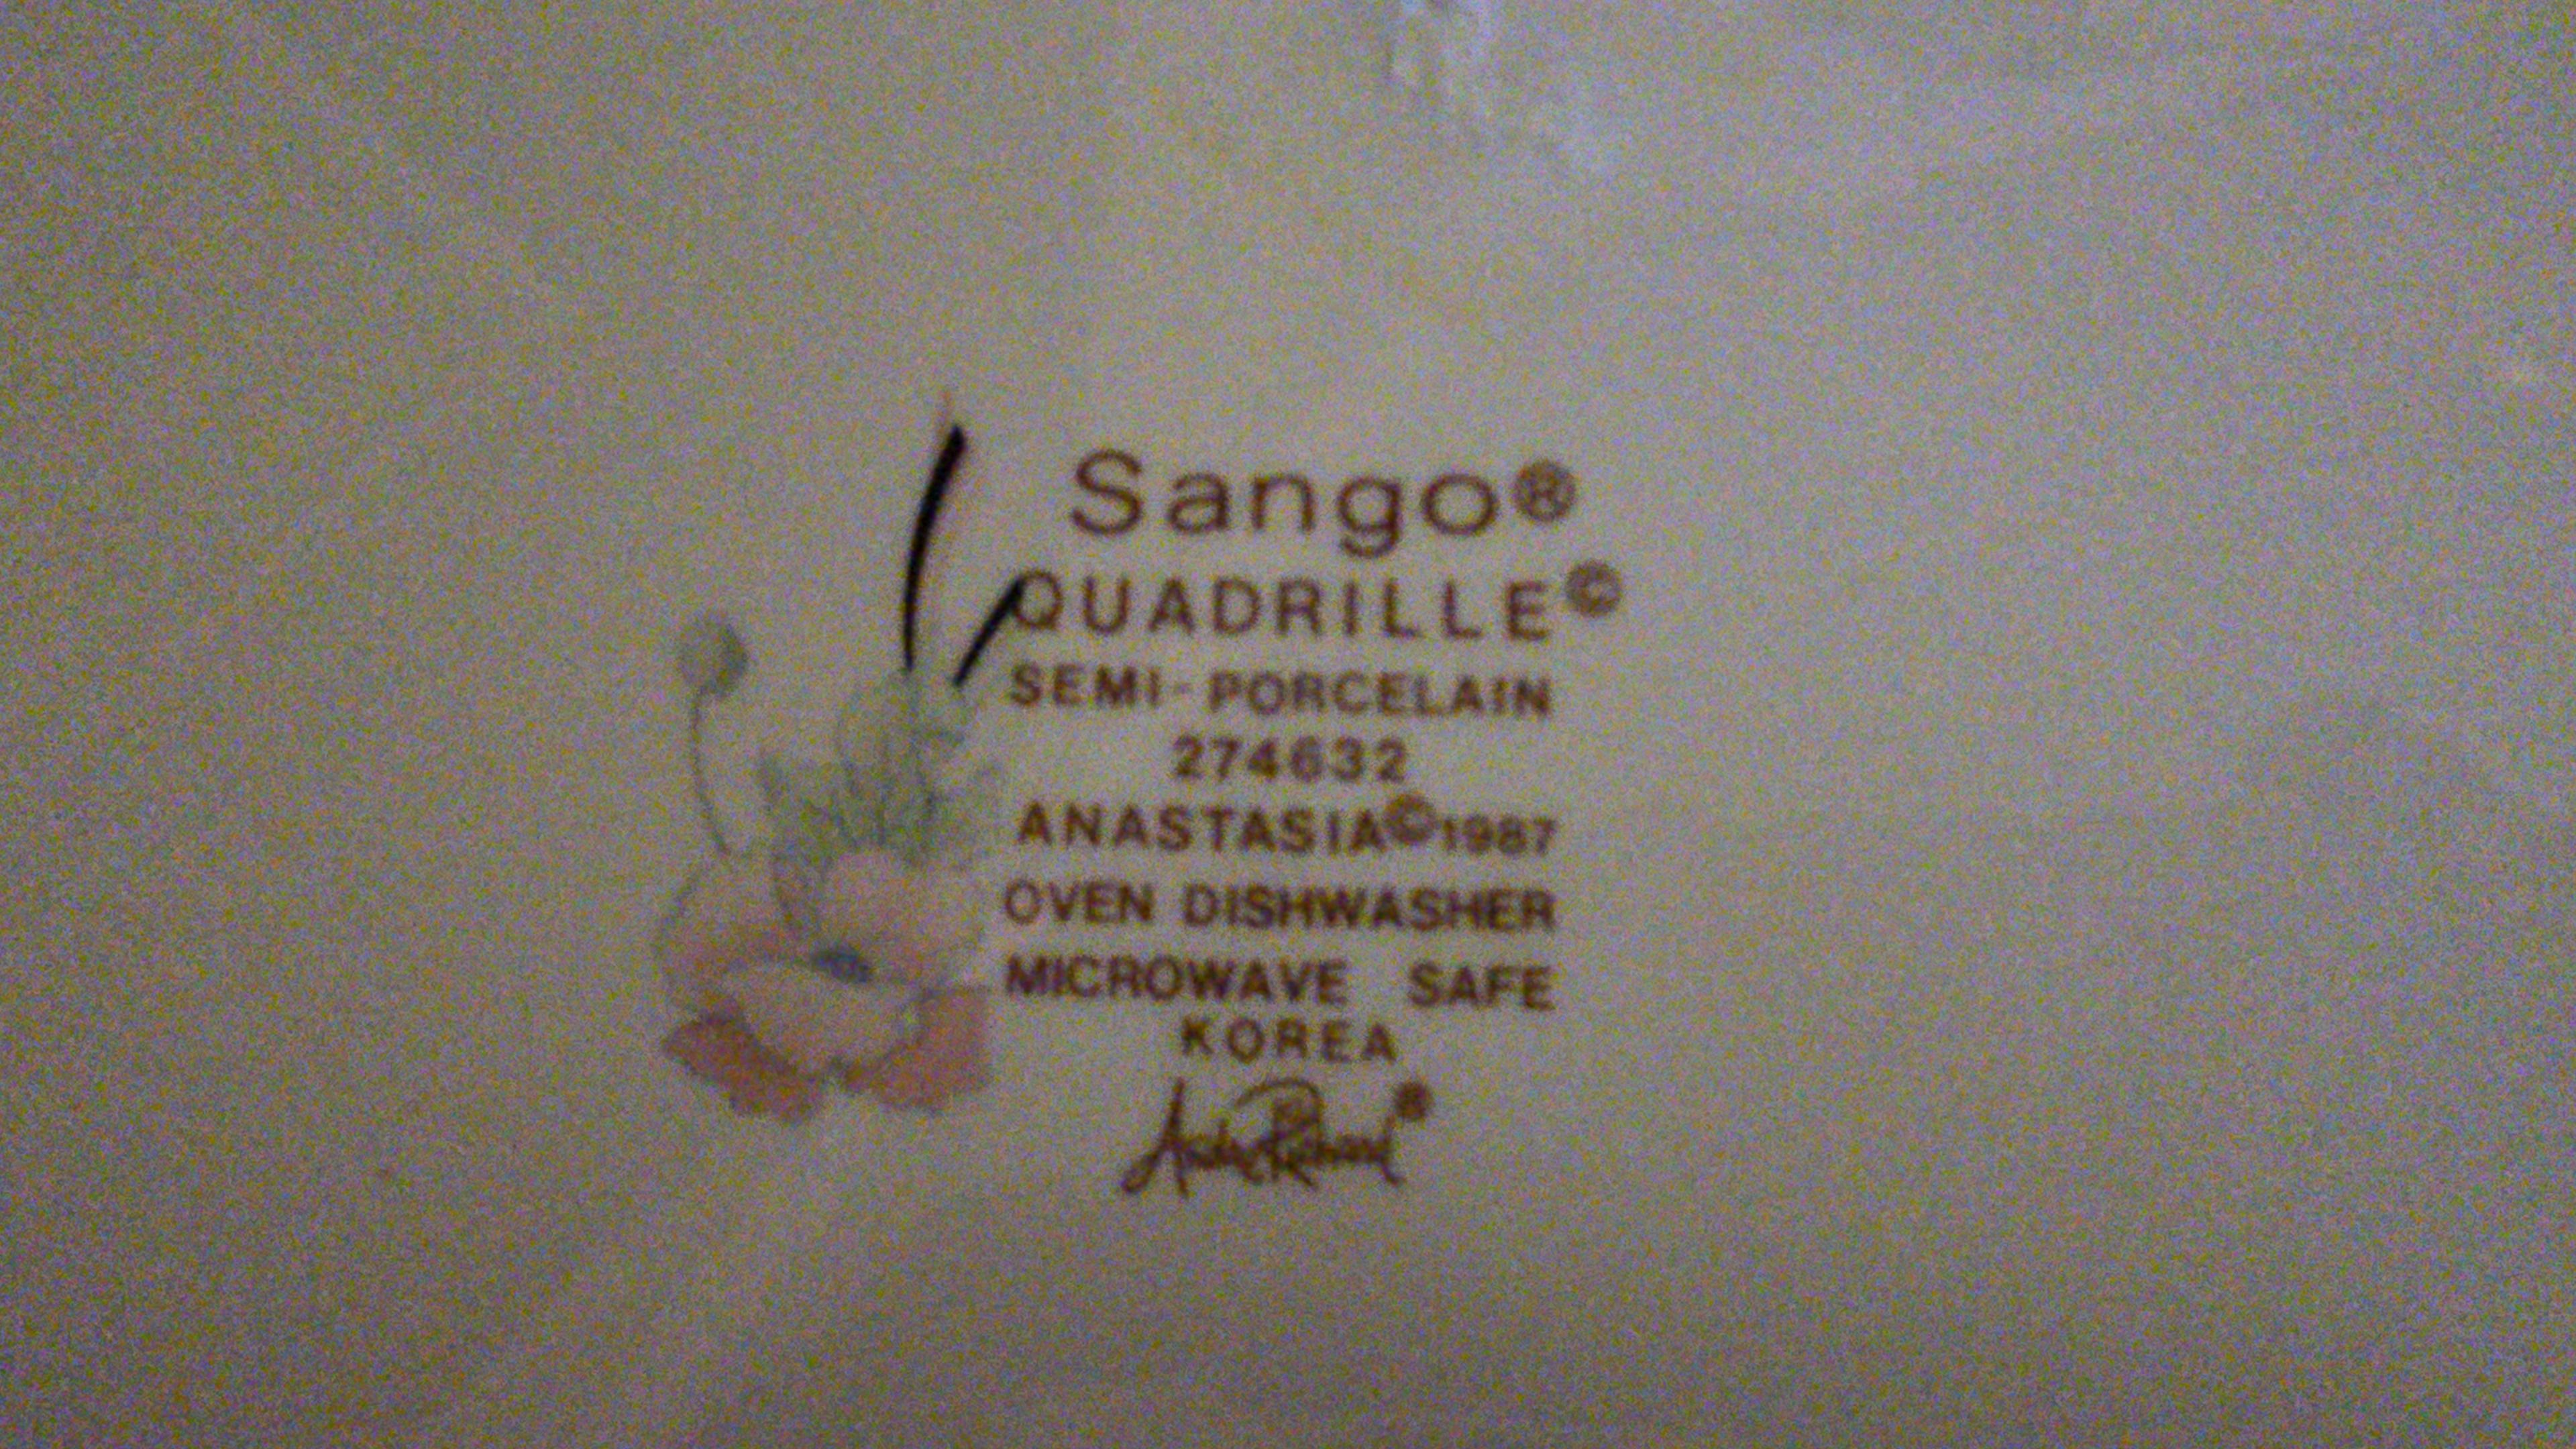 Sango®
QUADRILLE©
SEMI-PORCELAIN
274632
ANASTASIA©1987
OVEN DISHWASHER
MICROWAVE SAFE
KOREA